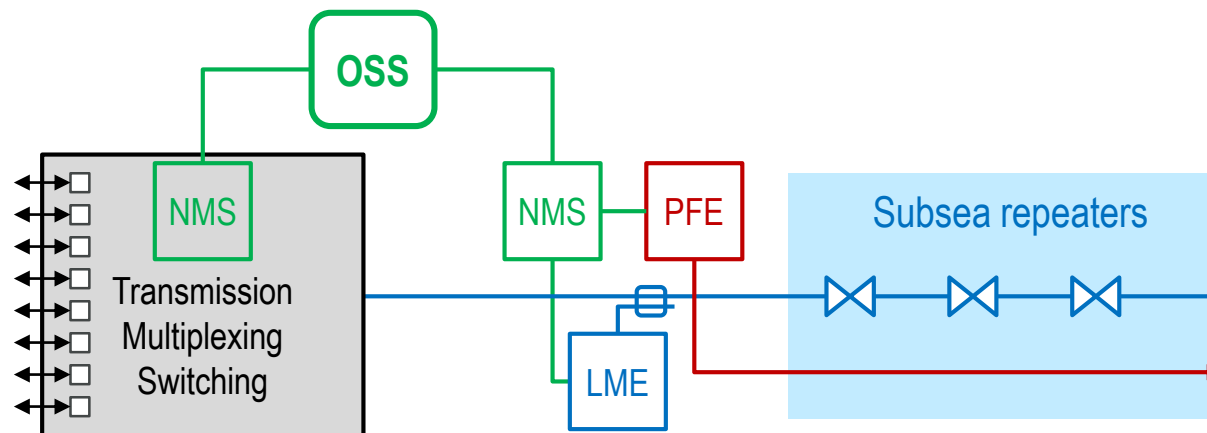 OSS
NMS
NMS
PFE
Subsea repeaters
Transmission
Multiplexing
Switching
LME